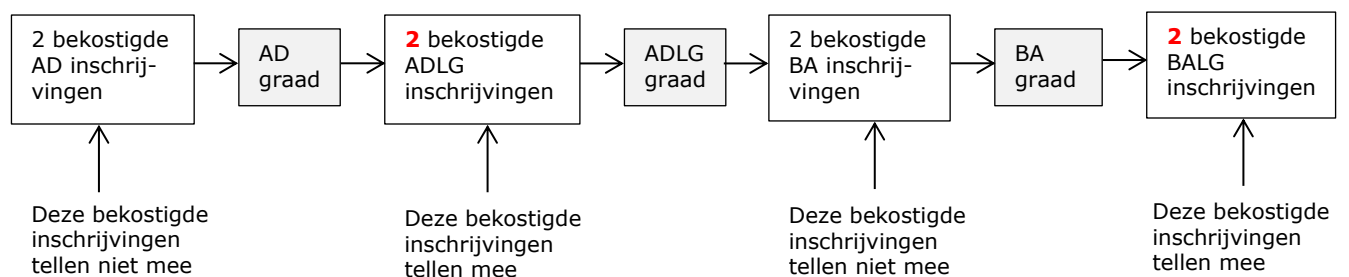 2 bekostigde
AD inschrij-
vingen
AD
graad
2 bekostigde
ADLG
inschrijvingen
ADLG
graad
2 bekostigde
BA inschrij-
vingen
BA
graad
2 bekostigde
BALG
inschrijvingen
Deze bekostigde
inschrijvingen
tellen niet mee
Deze bekostigde
inschrijvingen
tellen mee
Deze bekostigde
inschrijvingen
tellen niet mee
Deze bekostigde
inschrijvingen
tellen mee